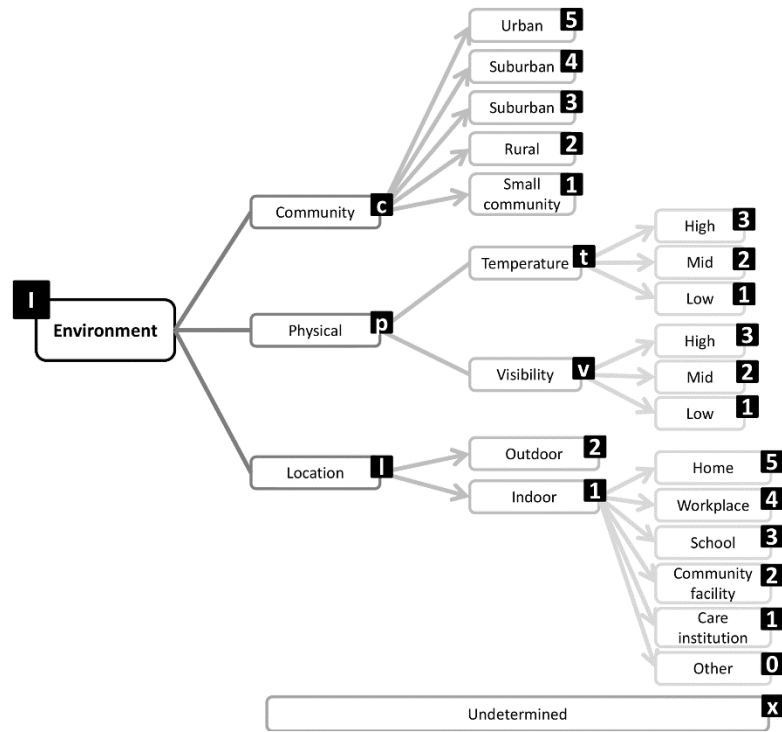 I
Environment
Community c
Urban 5
Suburban 4
Suburban 3
Rural 2
Small
community 1
Physical p
Temperature t
High 3
Mid 2
Low 1
Visibility v
High 3
Mid 2
Low 1
Location l
Outdoor 2
Indoor 1
Home 5
Workplace 4
School 3
Community
facility 2
Care
institution 1
Other 0
Undetermined x